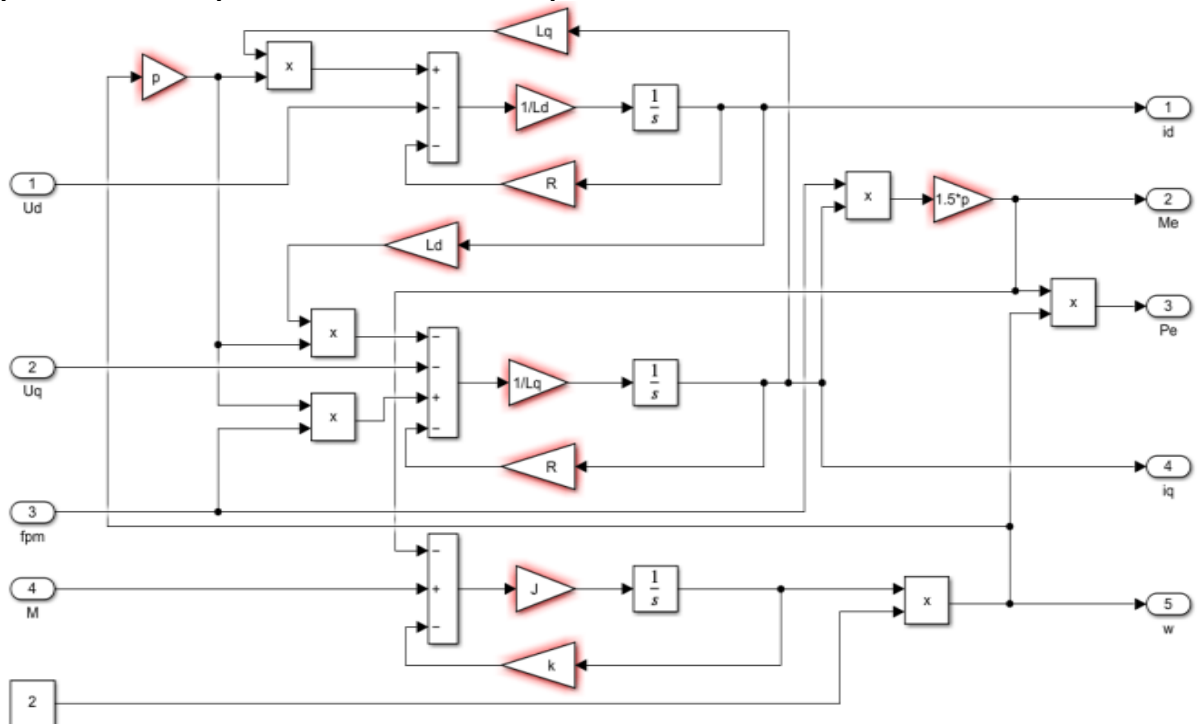 Lq
p
x
+
−
−
1/Ld
1
s
1
id
1
Ud
R
x
1.5*p
2
Me
Ld
x
3
Pe
x
−
−
+
−
2
Uq
1/Lq
1
s
x
R
4
iq
3
fpm
−
+
−
4
M
J
1
s
x
5
w
k
2